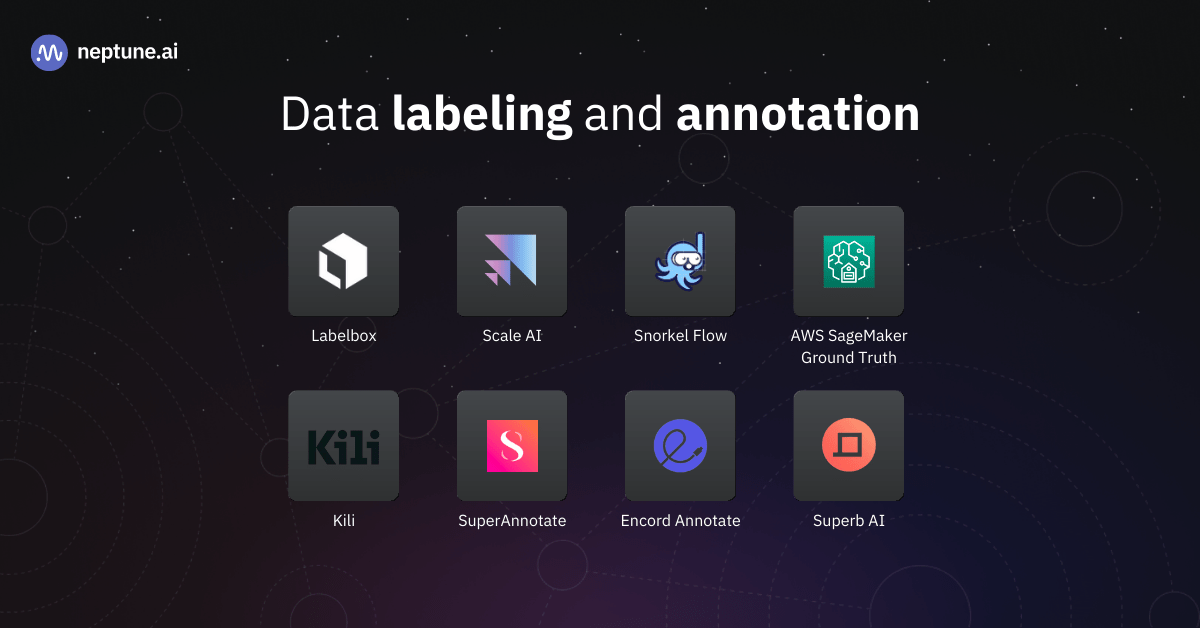 neptune.ai
Data labeling and annotation
Labelbox
Scale AI
Snorkel Flow
AWS SageMaker
Ground Truth
Kili
Kili
SuperAnnotate
Encord Annotate
Superb AI